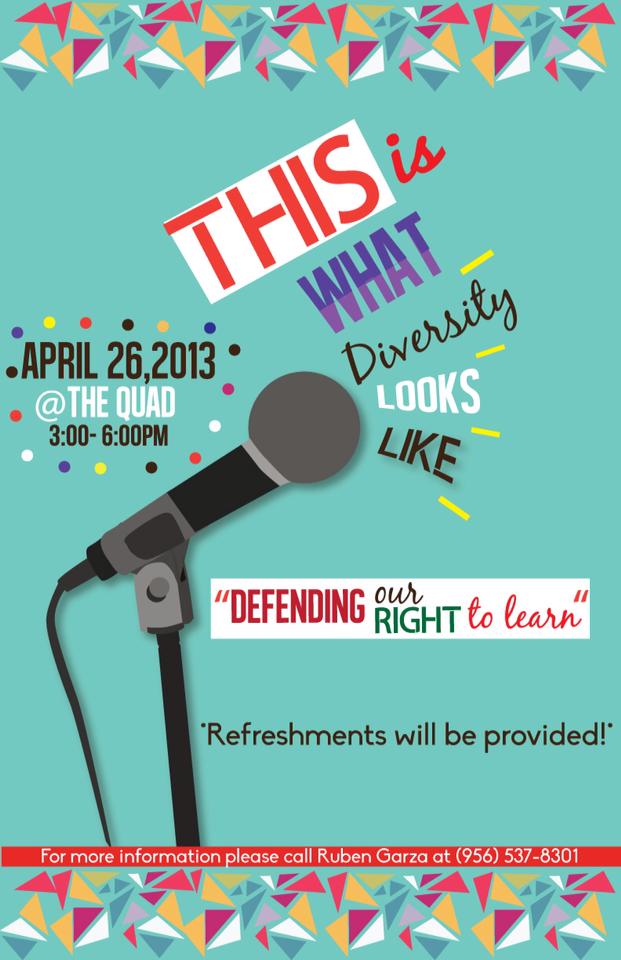 THIS is
WHAT
Diversity
LOOKS
LIKE
APRIL 26,2013
@THE QUAD
3:00- 6:00PM
“DEFENDING our RIGHT to learn“
*Refreshments will be provided!*
For more information please call Ruben Garza at (956) 537-8301